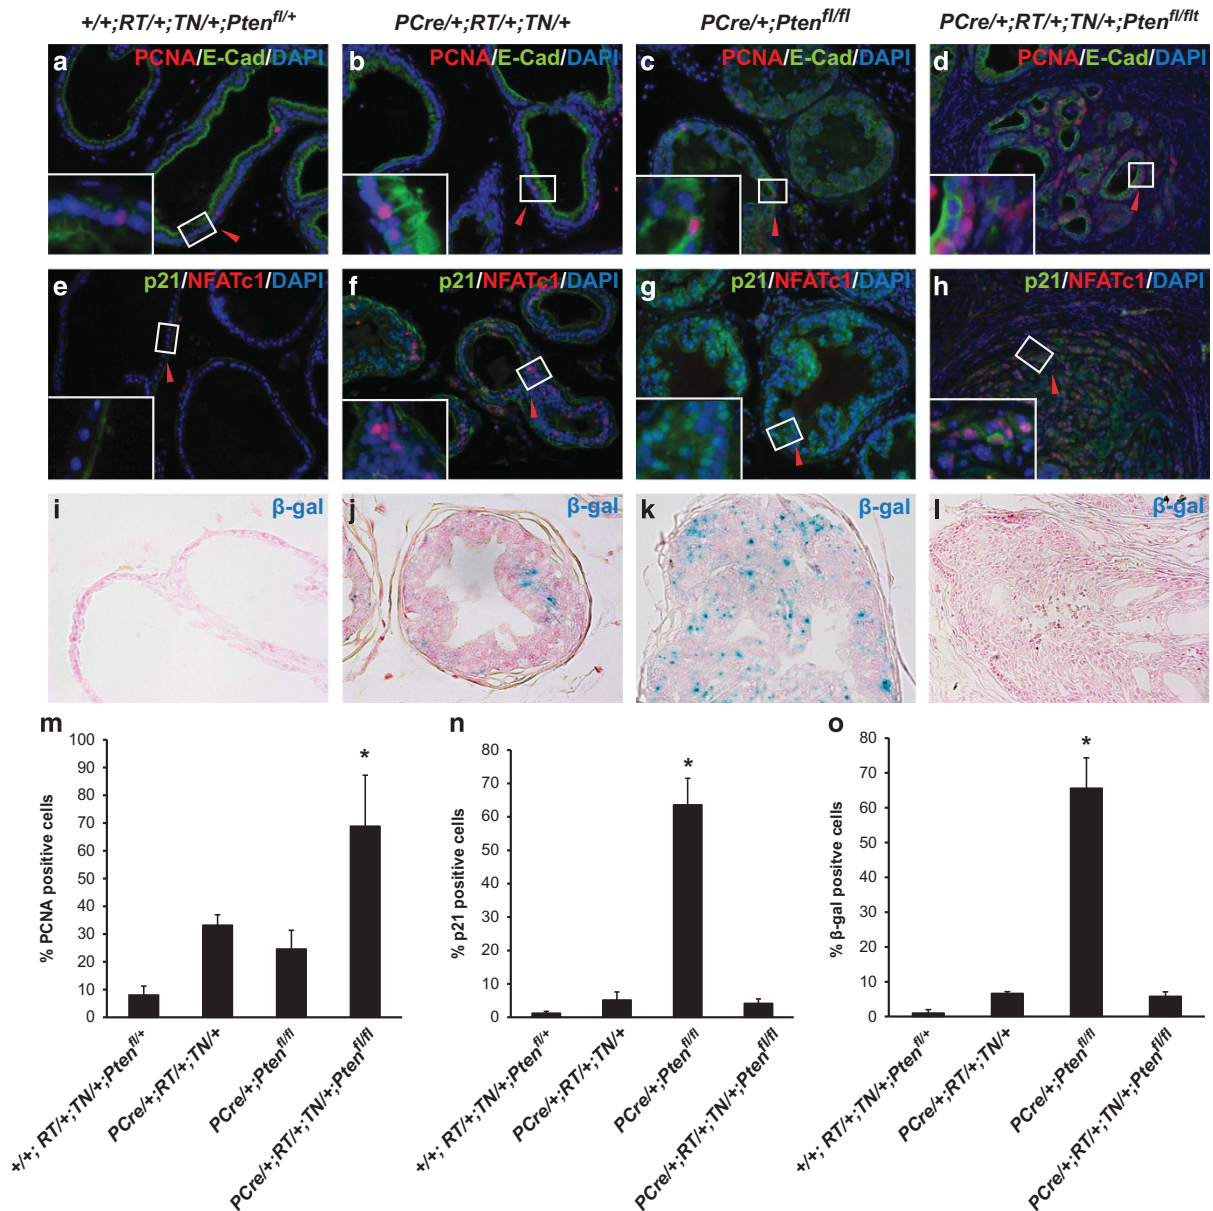 +/+;RT/+;TN/+;Pten^fl/+
PCre/+;RT/+;TN/+
PCre/+;Pten^fl/fl
PCre/+;RT/+;TN/+;Pten^fl/flt
a PCNA/E-Cad/DAPI
b PCNA/E-Cad/DAPI
c PCNA/E-Cad/DAPI
d PCNA/E-Cad/DAPI
e p21/NFATc1/DAPI
f p21/NFATc1/DAPI
g p21/NFATc1/DAPI
h p21/NFATc1/DAPI
i β-gal
j β-gal
k β-gal
l β-gal
m
% PCNA positive cells
100
90
80
70
60
50
40
30
20
10
0
*
+/+; RT/+;TN/+;Pten^fl/+
PCre/+;RT/+;TN/+
PCre/+;Pten^fl/fl
PCre/+;RT/+;TN/+;Pten^fl/fl
n
% p21 positive cells
80
70
60
50
40
30
20
10
0
*
+/+; RT/+;TN/+;Pten^fl/+
PCre/+;RT/+;TN/+
PCre/+;Pten^fl/fl
PCre/+;RT/+;TN/+;Pten^fl/fl
o
% β-gal positive cells
80
70
60
50
40
30
20
10
0
*
+/+; RT/+;TN/+;Pten^fl/+
PCre/+;RT/+;TN/+
PCre/+;Pten^fl/fl
PCre/+;RT/+;TN/+;Pten^fl/fl